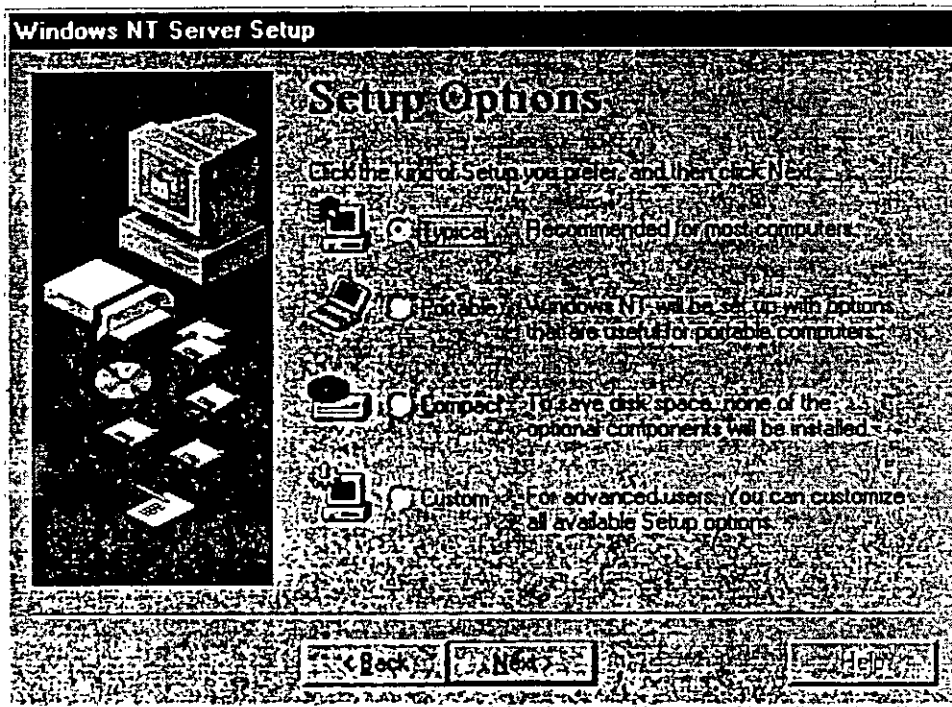 Windows NT Server Setup
Setup Options
Click the kind of Setup you prefer, and then click Next.
Typical Recommended for most computers.
Portable Windows NT will be set up with options
that are useful for portable computers.
Compact To save disk space, none of the
optional components will be installed.
Custom For advanced users. You can customize
all available Setup options.
< Back Next > Help